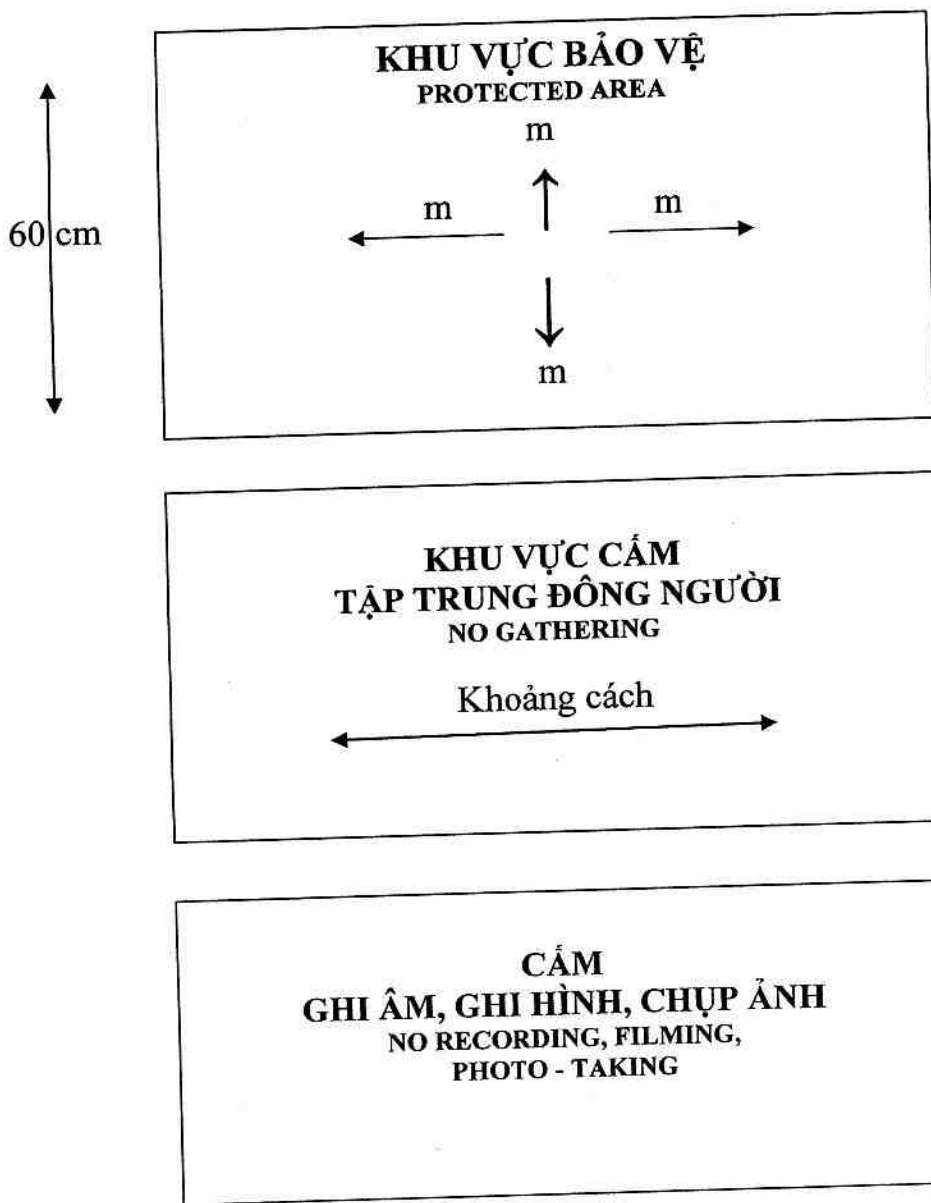 KHU VỰC BẢO VỆ
PROTECTED AREA
m
m
m
60 cm
m
KHU VỰC CẤM
TẬP TRUNG ĐÔNG NGƯỜI
NO GATHERING
Khoảng cách
CẤM
GHI ÂM, GHI HÌNH, CHỤP ẢNH
NO RECORDING, FILMING,
PHOTO - TAKING